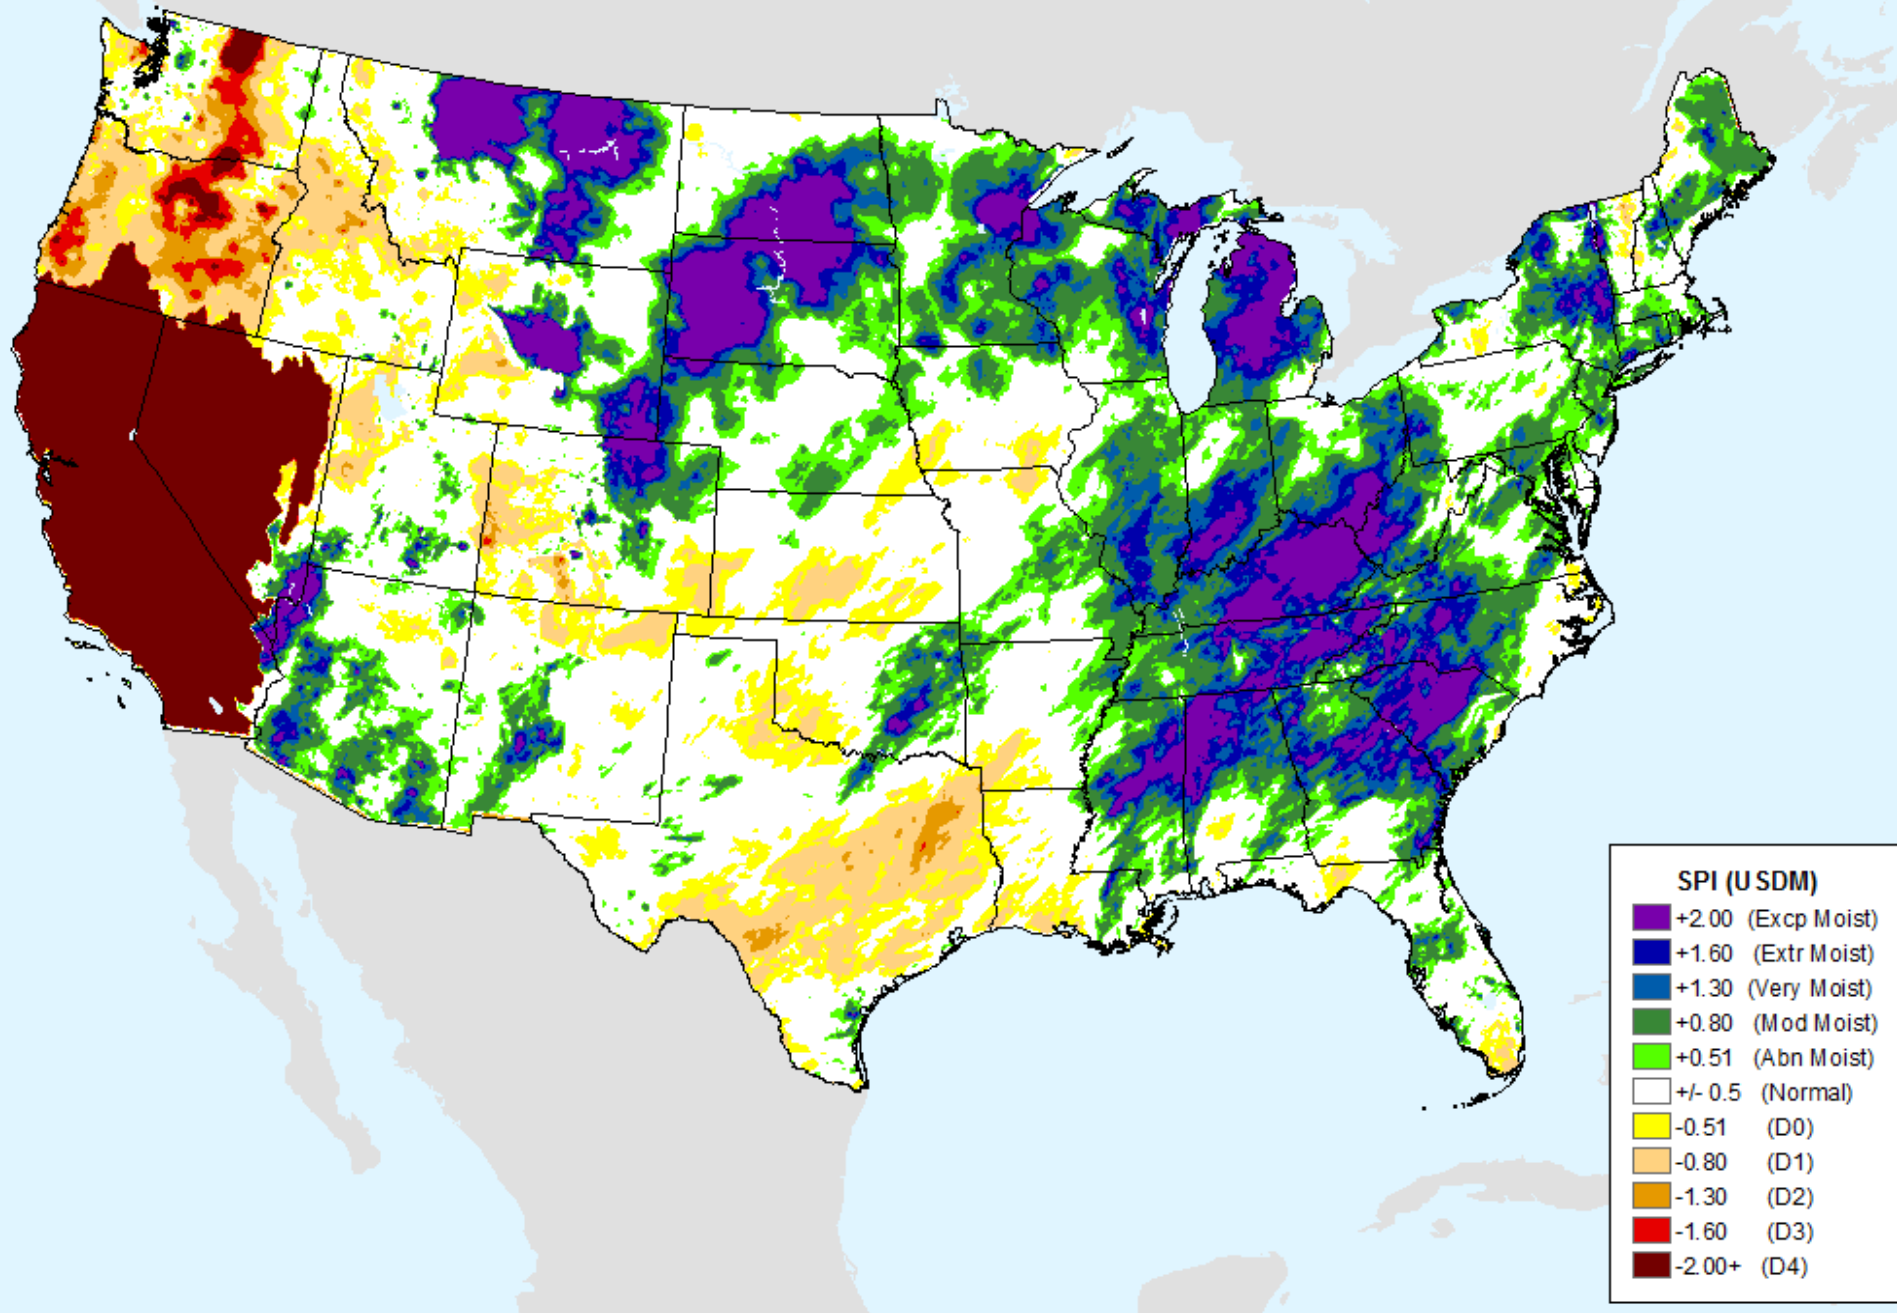 SPI (USDM)
+2.00 (Excp Moist)
+1.60 (Extr Moist)
+1.30 (Very Moist)
+0.80 (Mod Moist)
+0.51 (Abn Moist)
+/- 0.5 (Normal)
-0.51 (D0)
-0.80 (D1)
-1.30 (D2)
-1.60 (D3)
-2.00+ (D4)